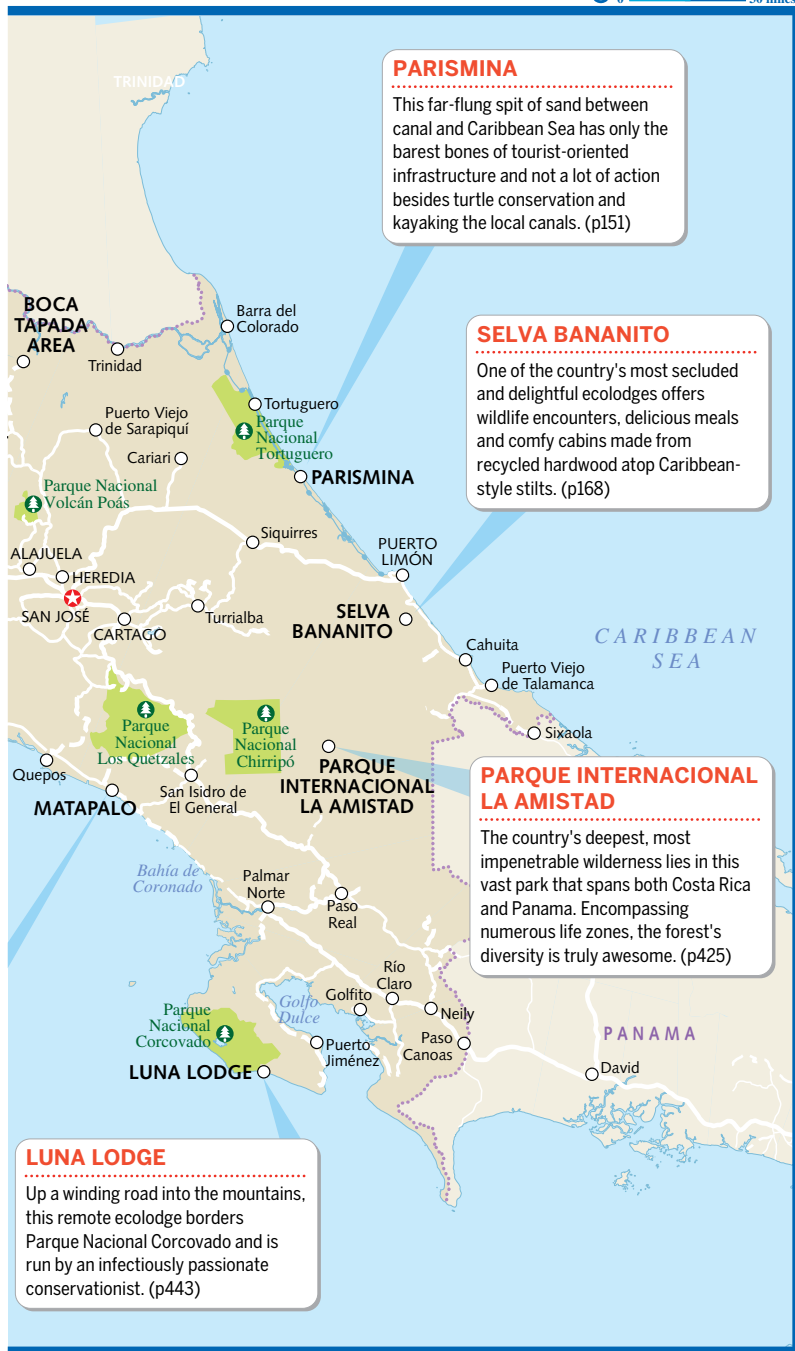 TRINIDAD
PARISMINA
This far-flung spit of sand between
canal and Caribbean Sea has only the
barest bones of tourist-oriented
infrastructure and not a lot of action
besides turtle conservation and
kayaking the local canals. (p151)
BOCA
TAPADA
AREA
Trinidad
Barra del
Colorado
SELVA BANANITO
One of the country's most secluded
and delightful ecolodges offers
wildlife encounters, delicious meals
and comfy cabins made from
recycled hardwood atop Caribbean-
style stilts. (p168)
Puerto Viejo
de Sarapiquí
Tortuguero
Parque
Nacional
Tortuguero
Cariari
PARISMINA
Parque Nacional
Volcán Poás
Siquirres
PUERTO
LIMÓN
ALAJUELA
HEREDIA
SAN JOSÉ
CARTAGO
Turrialba
SELVA
BANANITO
CARIBBEAN
SEA
Cahuita
Puerto Viejo
de Talamanca
Sixaola
Parque
Nacional
Los Quetzales
Parque
Nacional
Chirripó
Quepos
MATAPALO
San Isidro de
El General
PARQUE
INTERNACIONAL
LA AMISTAD
PARQUE INTERNACIONAL
LA AMISTAD
The country's deepest, most
impenetrable wilderness lies in this
vast park that spans both Costa Rica
and Panama. Encompassing
numerous life zones, the forest's
diversity is truly awesome. (p425)
Bahía de
Coronado
Palmar
Norte
Paso
Real
Río
Claro
Golfito
Golfo
Dulce
Neily
Parque
Nacional
Corcovado
Puerto
Jiménez
Paso
Canoas
PANAMA
David
LUNA LODGE
LUNA LODGE
Up a winding road into the mountains,
this remote ecolodge borders
Parque Nacional Corcovado and is
run by an infectiously passionate
conservationist. (p443)